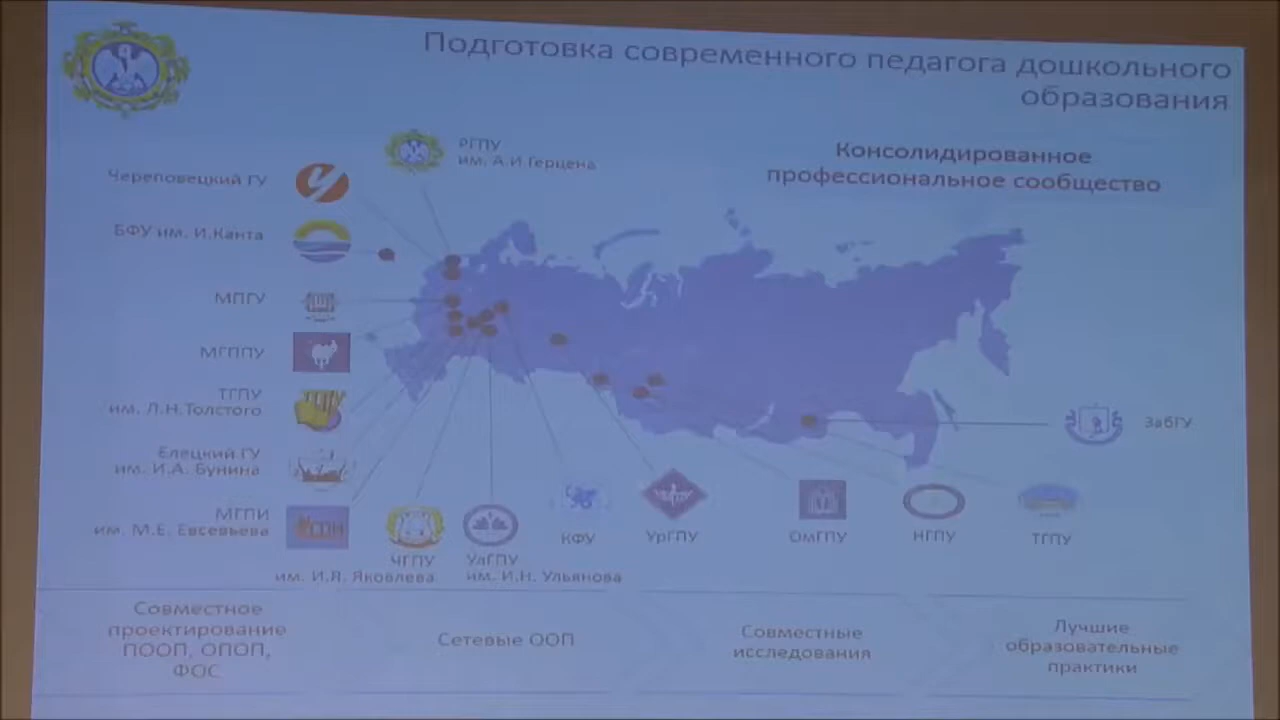 Подготовка современного педагога дошкольного
образования
Консолидированное
профессиональное сообщество
РГПУ
им. А.И.Герцена
Череповецкий ГУ
БФУ им. И.Канта
МПГУ
МГППУ
ТГПУ
им. Л.Н.Толстого
Елецкий ГУ
им. И.А. Бунина
МГПИ
им. М.Е. Евсевьева
ЧГПУ
им. И.Я. Яковлева
УлГПУ
им. И.Н. Ульянова
КФУ
УрГПУ
ОмГПУ
НГПУ
ТГПУ
ЗабГУ
Совместное
проектирование
ПООП, ОПОП,
ФОС
Сетевые ООП
Совместные
исследования
Лучшие
образовательные
практики